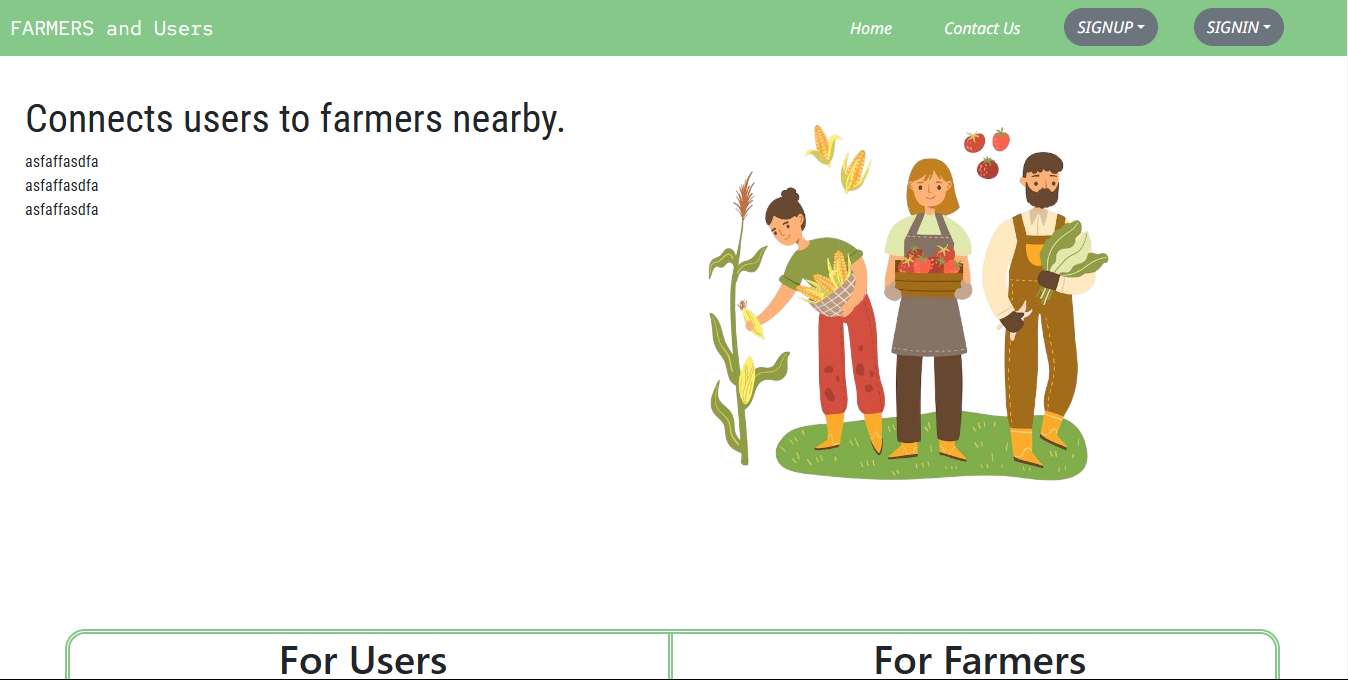 FARMERS and Users
Home
Contact Us
SIGNUP
SIGNIN
Connects users to farmers nearby.
asfaffasdfa
asfaffasdfa
asfaffasdfa
For Users
For Farmers